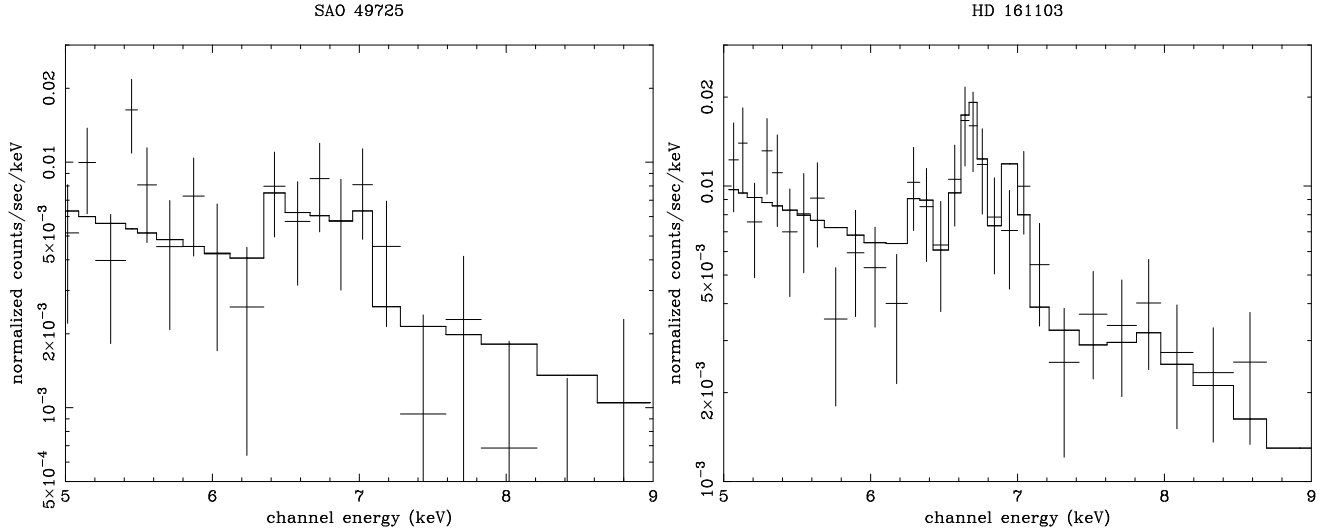 SAO 49725
normalized counts/sec/keV
0.02
0.01
5×10⁻³
2×10⁻³
10⁻³
5×10⁻⁴
5 6 7 8 9
channel energy (keV)
HD 161103
normalized counts/sec/keV
0.02
0.01
5×10⁻³
2×10⁻³
10⁻³
5 6 7 8 9
channel energy (keV)